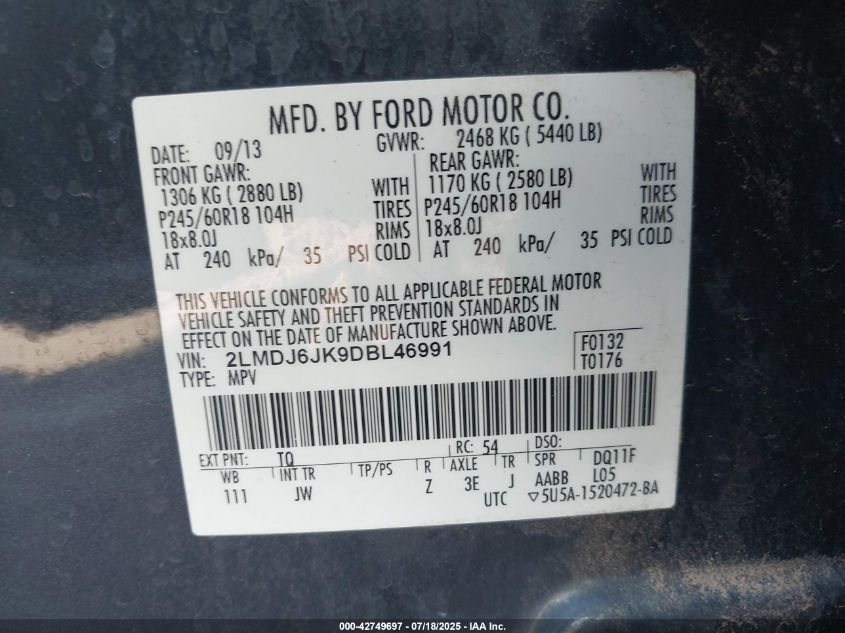 MFD. BY FORD MOTOR CO.
DATE: 09/13 GVWR: 2468 KG ( 5440 LB)
FRONT GAWR: REAR GAWR:
1306 KG ( 2880 LB) WITH 1170 KG ( 2580 LB) WITH
P245/60R18 104H TIRES P245/60R18 104H TIRES
18x8.0J RIMS 18x8.0J RIMS
AT 240 kPa/ 35 PSI COLD AT 240 kPa/ 35 PSI COLD
THIS VEHICLE CONFORMS TO ALL APPLICABLE FEDERAL MOTOR
VEHICLE SAFETY AND THEFT PREVENTION STANDARDS IN
EFFECT ON THE DATE OF MANUFACTURE SHOWN ABOVE.
VIN: 2LMDJ6JK9DBL46991 F0132
TYPE: MPV T0176
EXT PNT: TQ RC: 54 DSO:
WB INT TR TP/PS R AXLE TR SPR DQ11F
111 JW Z 3E J AABB L05
UTC ▽5U5A-1520472-BA
000-42749697 - 07/18/2025 - IAA Inc.